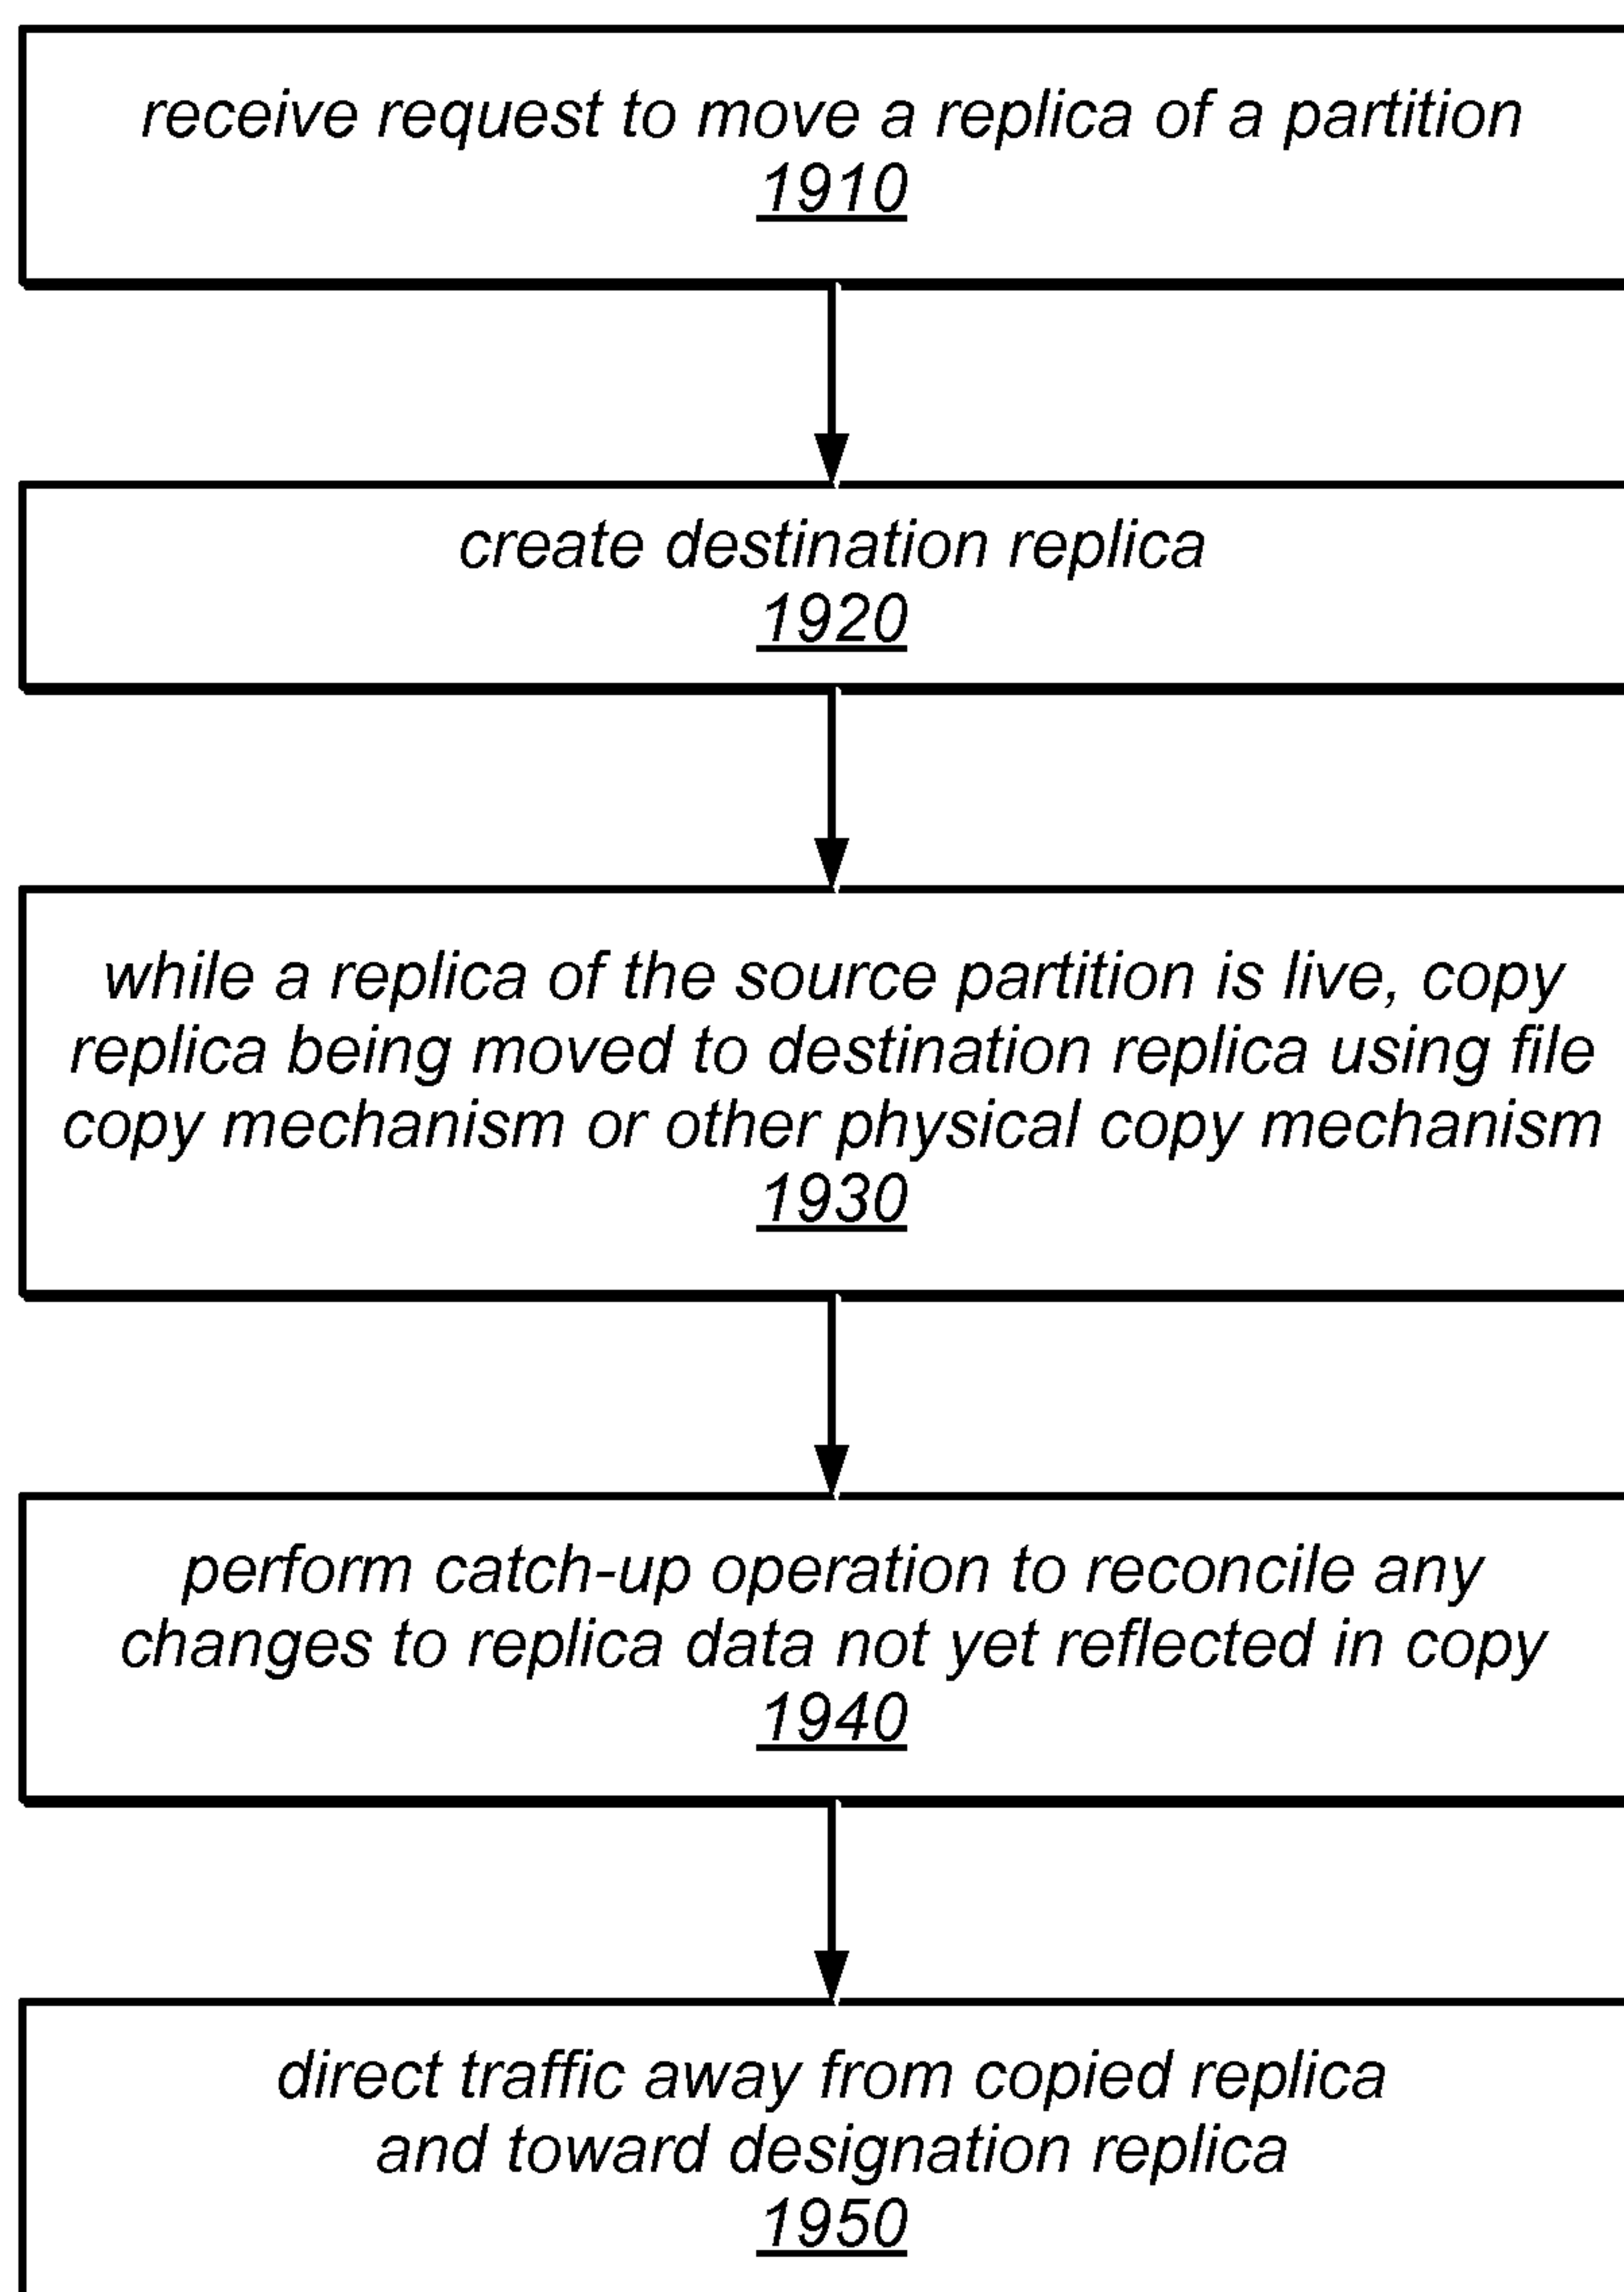 receive request to move a replica of a partition
1910
create destination replica
1920
while a replica of the source partition is live, copy
replica being moved to destination replica using file
copy mechanism or other physical copy mechanism
1930
perform catch-up operation to reconcile any
changes to replica data not yet reflected in copy
1940
direct traffic away from copied replica
and toward designation replica
1950